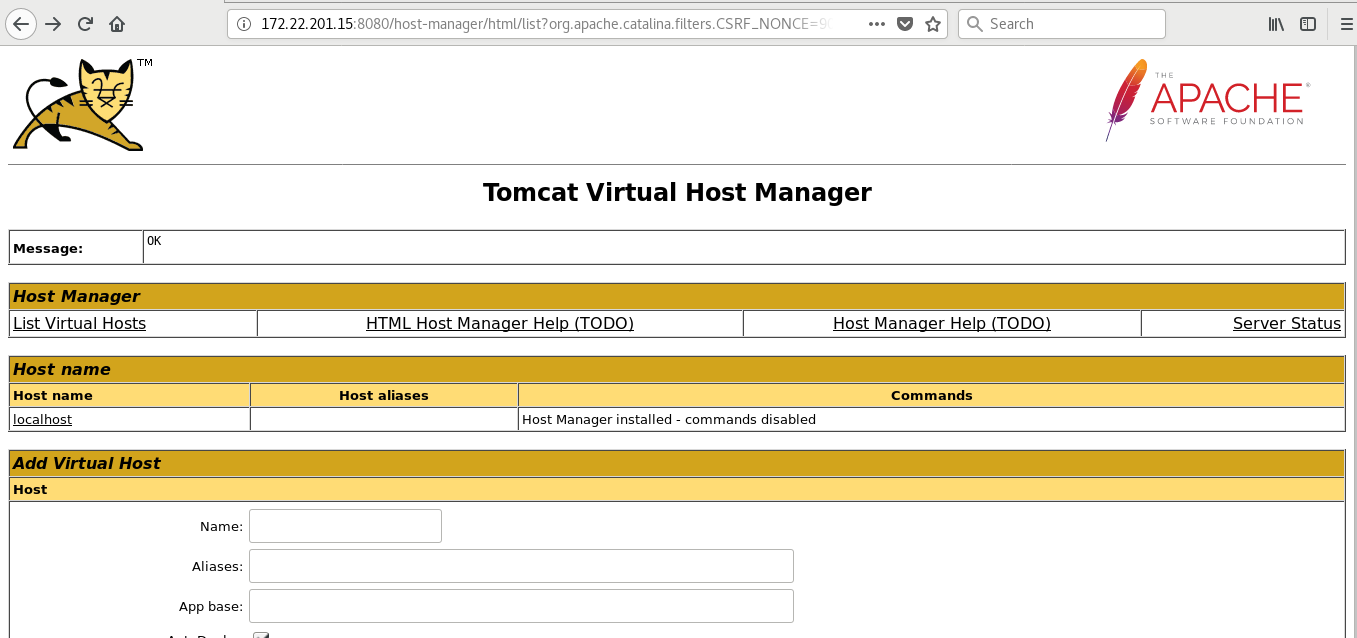 172.22.201.15:8080/host-manager/html/list?org.apache.catalina.filters.CSRF_NONCE=9
Search
TM
THE
APACHE®
SOFTWARE FOUNDATION
Tomcat Virtual Host Manager
Message: OK
Host Manager
List Virtual Hosts HTML Host Manager Help (TODO) Host Manager Help (TODO) Server Status
Host name
Host name Host aliases Commands
localhost Host Manager installed - commands disabled
Add Virtual Host
Host
Name:
Aliases:
App base: